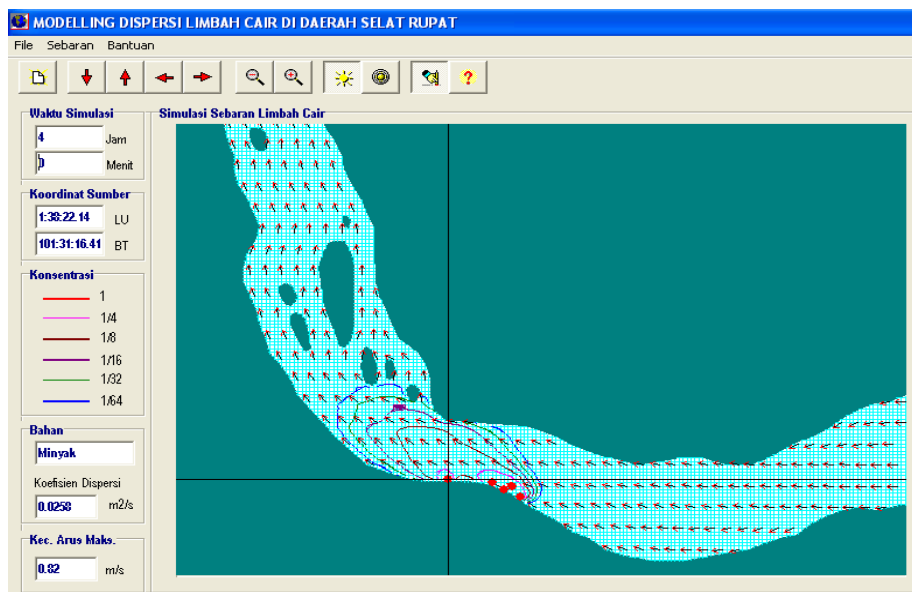 MODELLING DISPERSI LIMBAH CAIR DI DAERAH SELAT RUPAT
File Sebaran Bantuan
?
Waktu Simulasi
4 Jam
0 Menit
Koordinat Sumber
1:38:22.14 LU
101:31:16.41 BT
Konsentrasi
1
1/4
1/8
1/16
1/32
1/64
Bahan
Minyak
Koefisien Dispersi
0.0258 m2/s
Kec. Arus Maks.
0.82 m/s
Simulasi Sebaran Limbah Cair